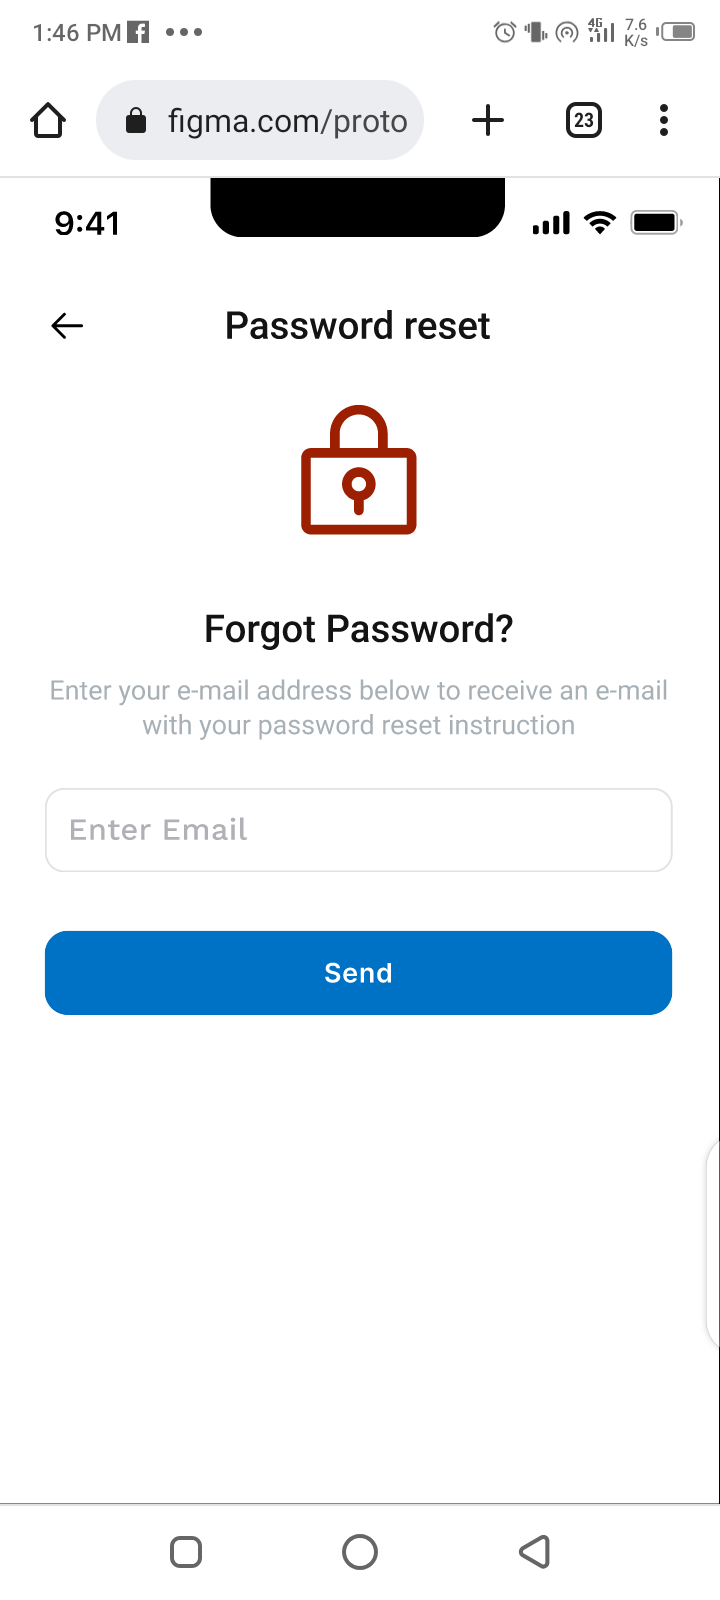 1:46 PM
4G
7.6
K/s
figma.com/proto
23
9:41
Password reset
Forgot Password?
Enter your e-mail address below to receive an e-mail
with your password reset instruction
Enter Email
Send